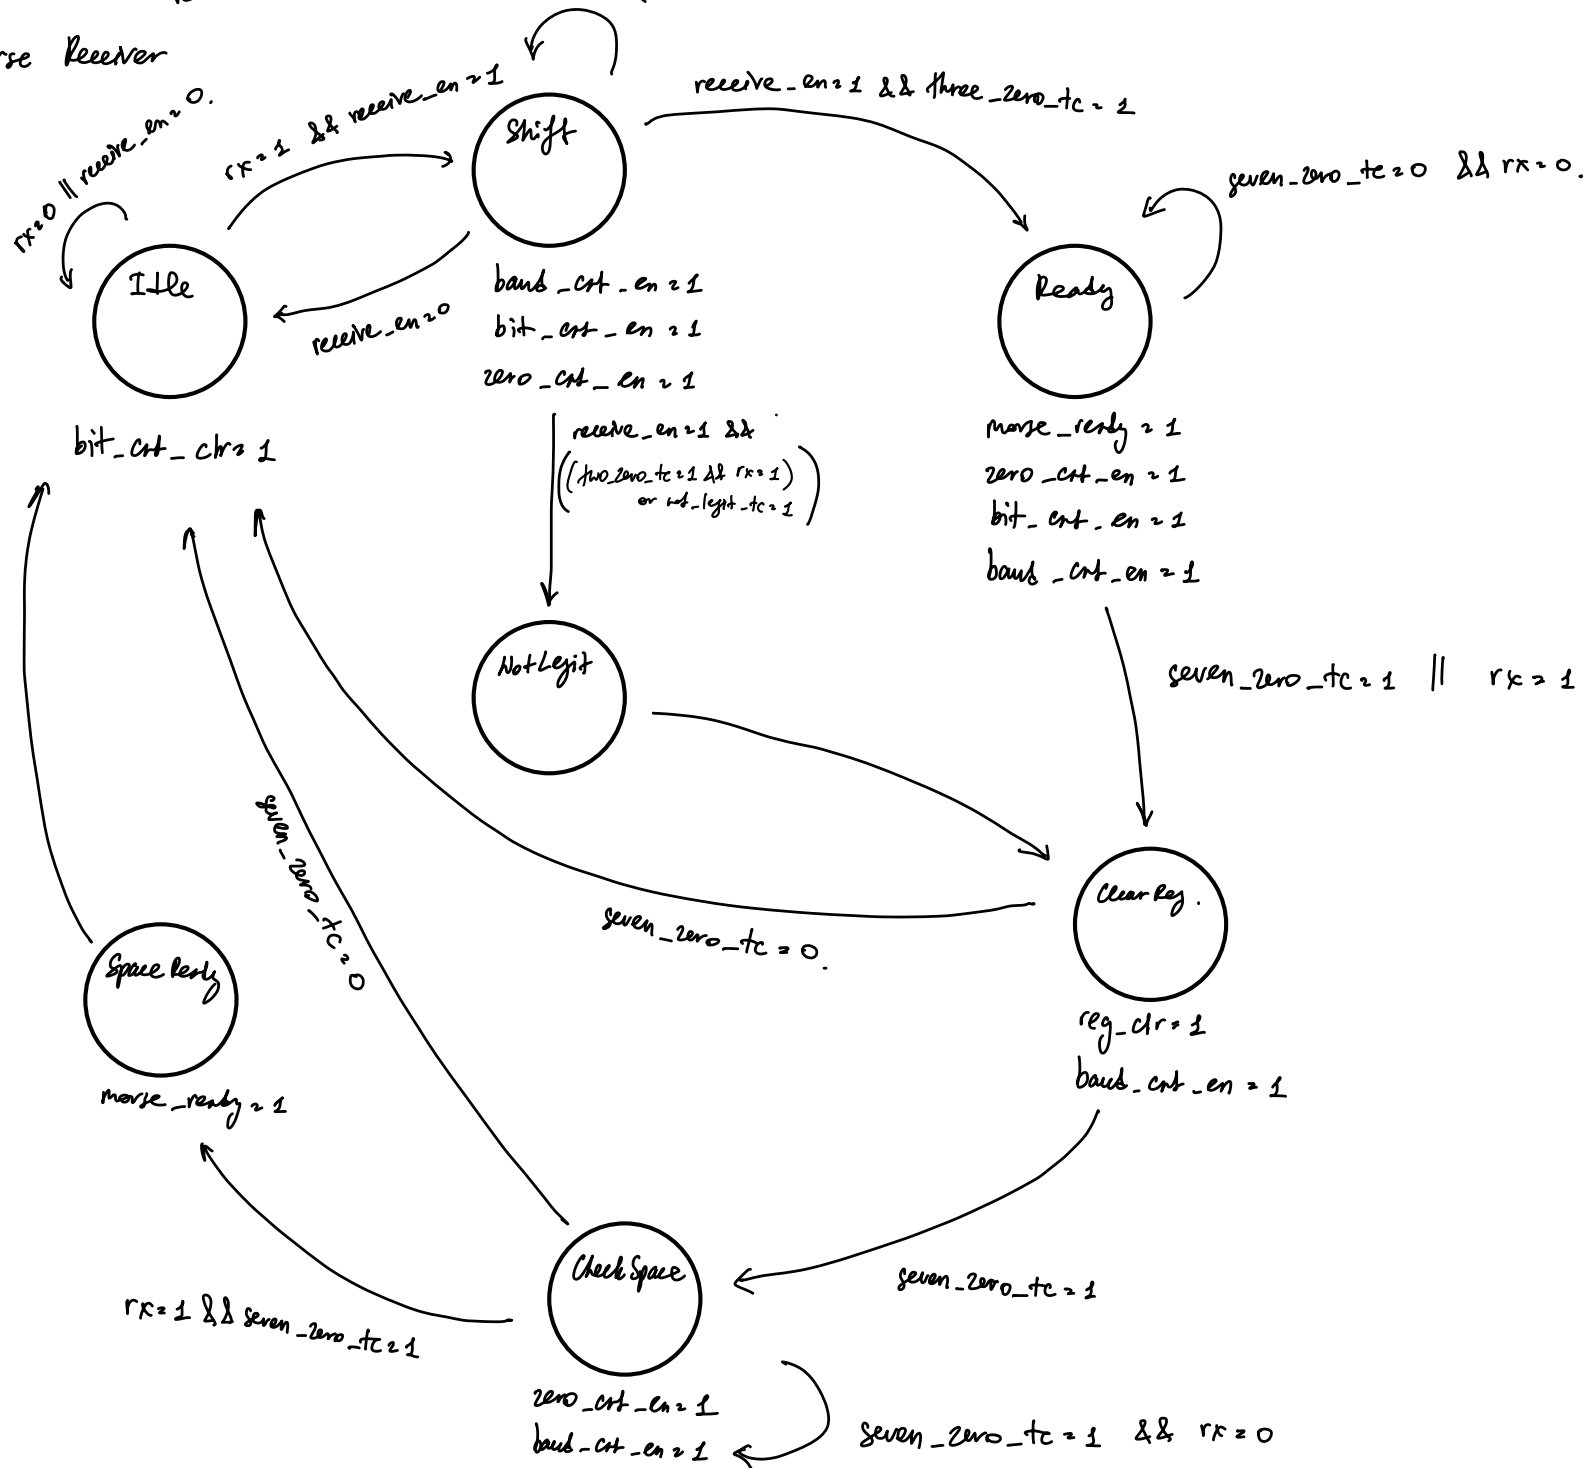 rse Receiver
rx=0 || receive_en=0.
rx=1 && receive_en=1
receive_en=1 && three_zero_tc=1
seven_zero_tc=0 && rx=0.
Shift
Idle
Ready
baud_cnt_en=1
bit_cnt_en=1
zero_cnt_en=1
receive_en=0
bit_cnt_clr=1
morse_ready=1
zero_cnt_en=1
bit_cnt_en=1
baud_cnt_en=1
receive_en=1 &&
((two_zero_tc=1 && rx=1)
or not_legit_tc=1)
NotLegit
seven_zero_tc=1 || rx=1
seven_zero_tc=0
seven_zero_tc=0.
Clear Reg.
reg_clr=1
baud_cnt_en=1
Space Ready
morse_ready=1
seven_zero_tc=1
Check Space
rx=1 && seven_zero_tc=1
zero_cnt_en=1
baud_cnt_en=1
seven_zero_tc=1 && rx=0